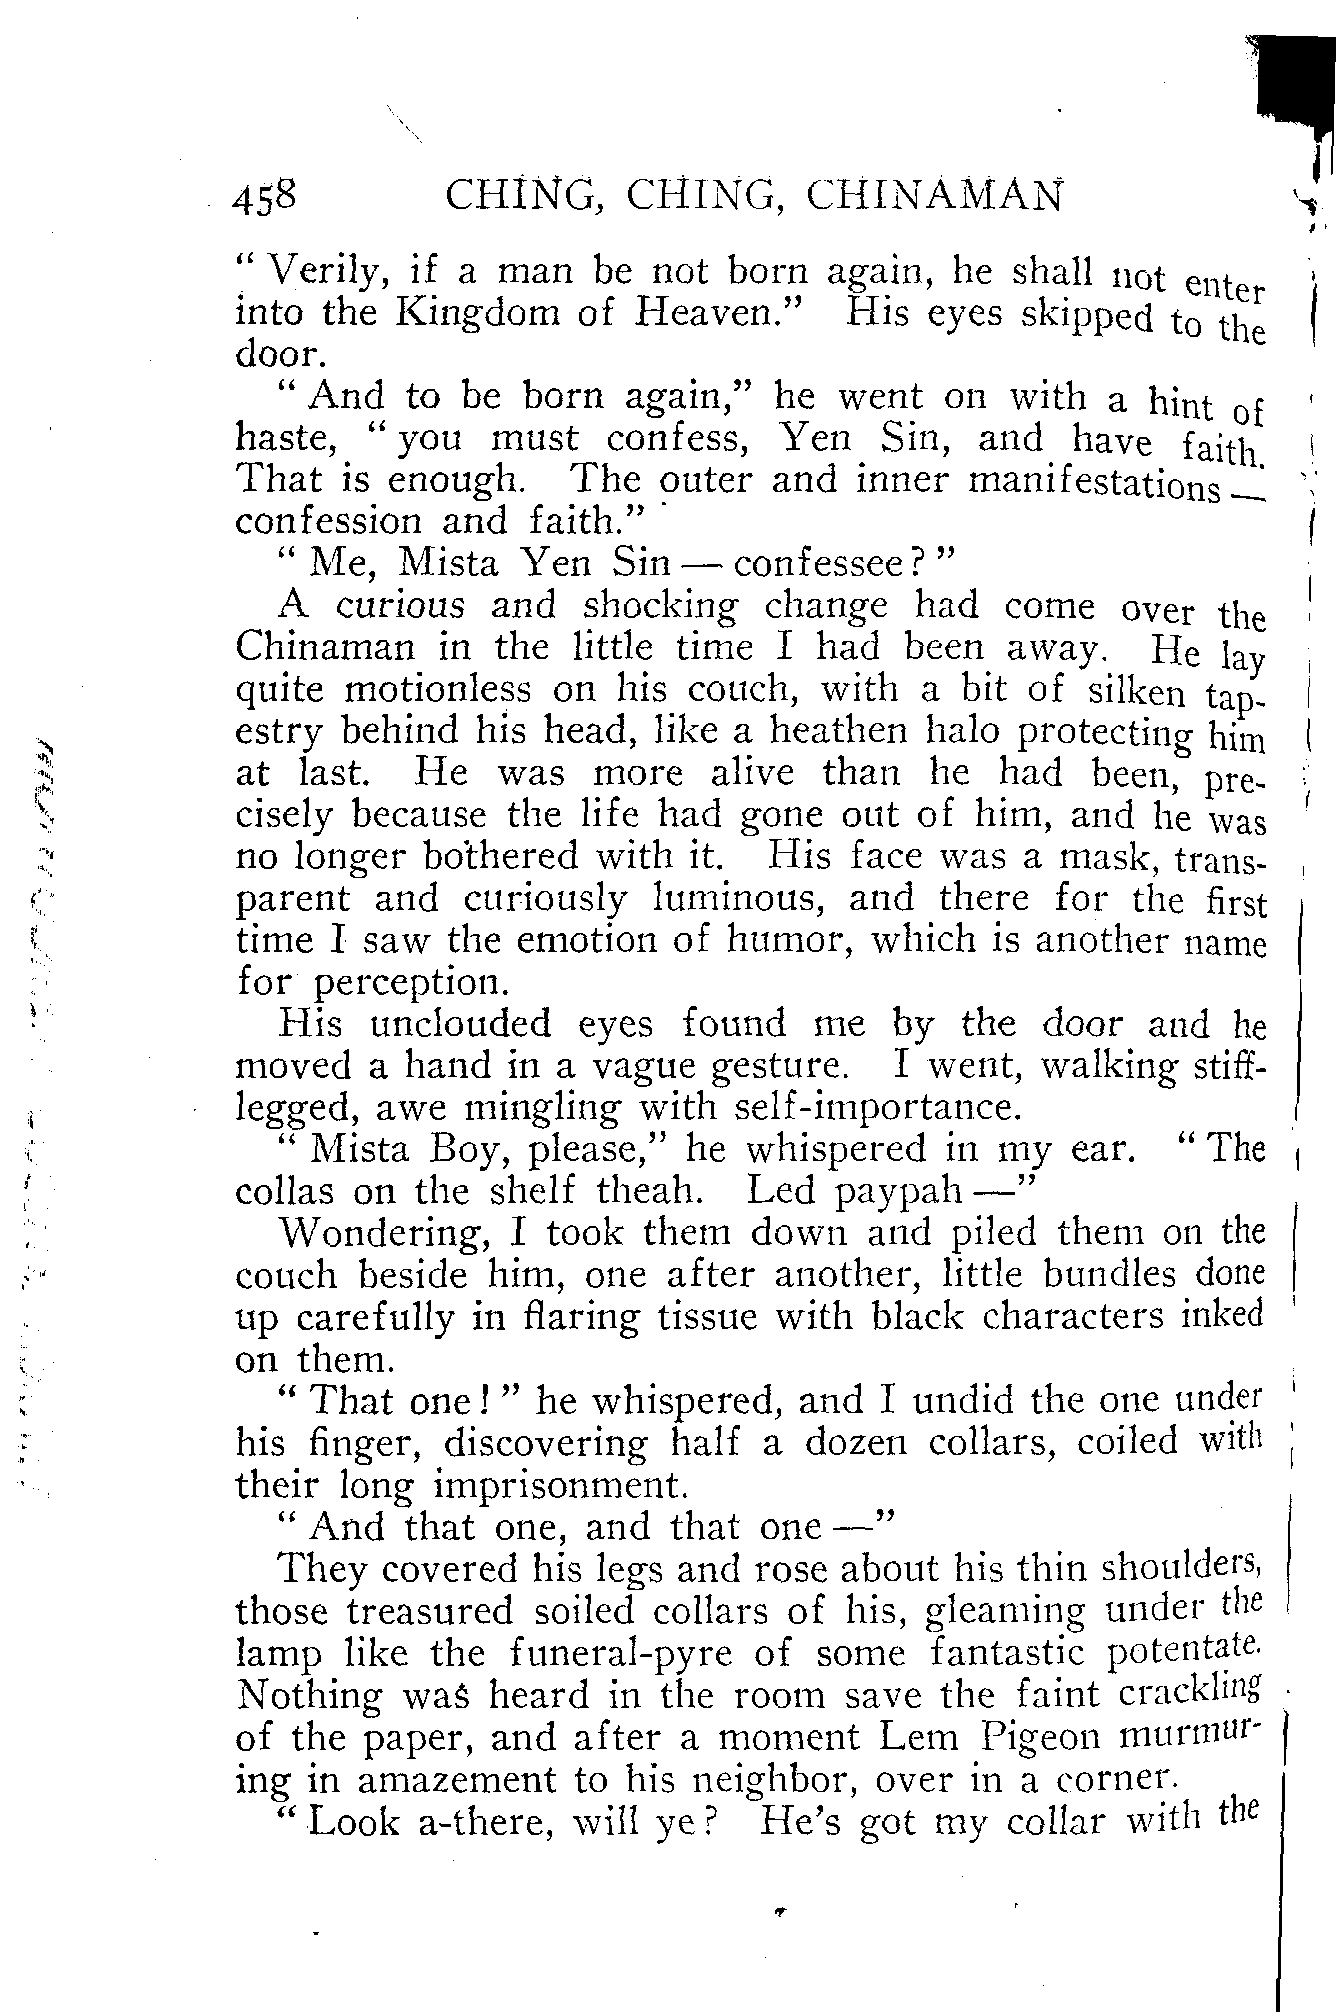 458 CHING, CHING, CHINAMAN
" Verily, if a man be not born again, he shall not enter
into the Kingdom of Heaven." His eyes skipped to the
door.
" And to be born again," he went on with a hint of
haste, " you must confess, Yen Sin, and have faith.
That is enough. The outer and inner manifestations —
confession and faith."
" Me, Mista Yen Sin — confessee? "
A curious and shocking change had come over the
Chinaman in the little time I had been away. He lay
quite motionless on his couch, with a bit of silken tap-
estry behind his head, like a heathen halo protecting him
at last. He was more alive than he had been, pre-
cisely because the life had gone out of him, and he was
no longer bothered with it. His face was a mask, trans-
parent and curiously luminous, and there for the first
time I saw the emotion of humor, which is another name
for perception.
His unclouded eyes found me by the door and he
moved a hand in a vague gesture. I went, walking stiff-
legged, awe mingling with self-importance.
" Mista Boy, please," he whispered in my ear. " The
collas on the shelf theah. Led paypah —"
Wondering, I took them down and piled them on the
couch beside him, one after another, little bundles done
up carefully in flaring tissue with black characters inked
on them.
" That one! " he whispered, and I undid the one under
his finger, discovering half a dozen collars, coiled with
their long imprisonment.
" And that one, and that one —"
They covered his legs and rose about his thin shoulders,
those treasured soiled collars of his, gleaming under the
lamp like the funeral-pyre of some fantastic potentate.
Nothing was heard in the room save the faint crackling
of the paper, and after a moment Lem Pigeon murmur-
ing in amazement to his neighbor, over in a corner.
" Look a-there, will ye? He's got my collar with the